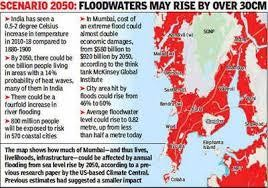 SCENARIO 2050: FLOODWATERS MAY RISE BY OVER 30CM
➤ India has seen a
0.5-7 degree Celsius
increase in temperature
in 2010-18 compared to
1880-1900
➤ By 2050, there could be
one billion people living
in areas with a 14%
probability of heat waves,
many of them in India
➤ There could be a
fourfold increase in
river flooding
➤ 800 million people
will be exposed to risk
in 570 coastal cities
➤ In Mumbai, cost of
an extreme flood could
almost double
economic damages,
from $580 billion
to $920 billion by 2050,
according to the
think tank McKinsey Global
Institute
➤ City area hit by
floods could rise from
46% to 60%
➤ Average floodwater
level could rise to 0.82
metre, up from less
than half a metre today
SGNP
The map shows how much of Mumbai—and thus lives,
livelihoods, infrastructure—could be affected by annual
flooding from sea level rise by 2050, according to a pre-
vious research paper by the US-based Climate Central.
Previous estimates had suggested a smaller impact